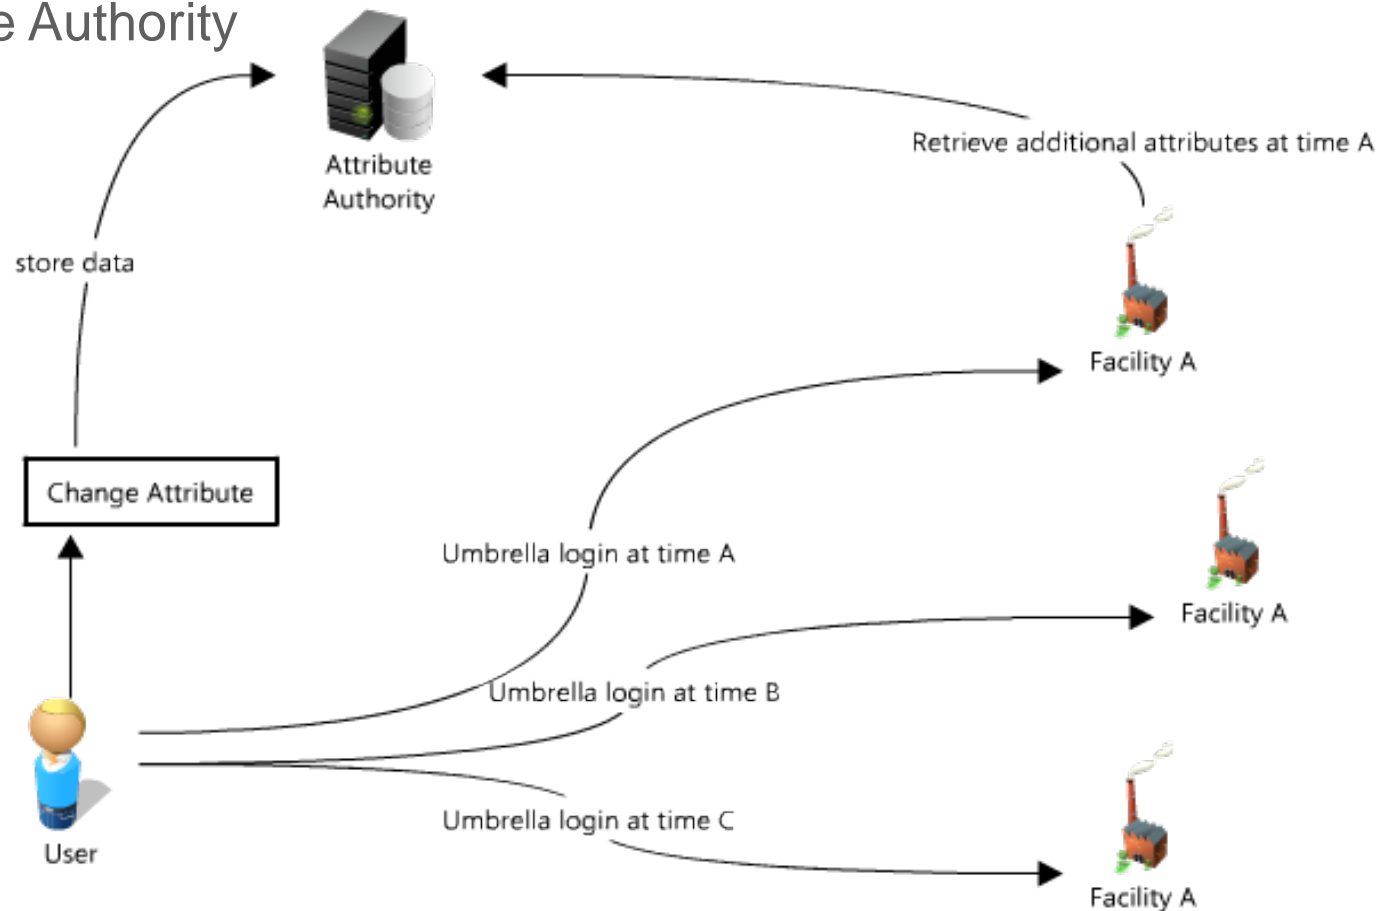 e Authority
Attribute
Authority
Retrieve additional attributes at time A
store data
Facility A
Change Attribute
Umbrella login at time A
Facility A
Umbrella login at time B
Umbrella login at time C
User
Facility A